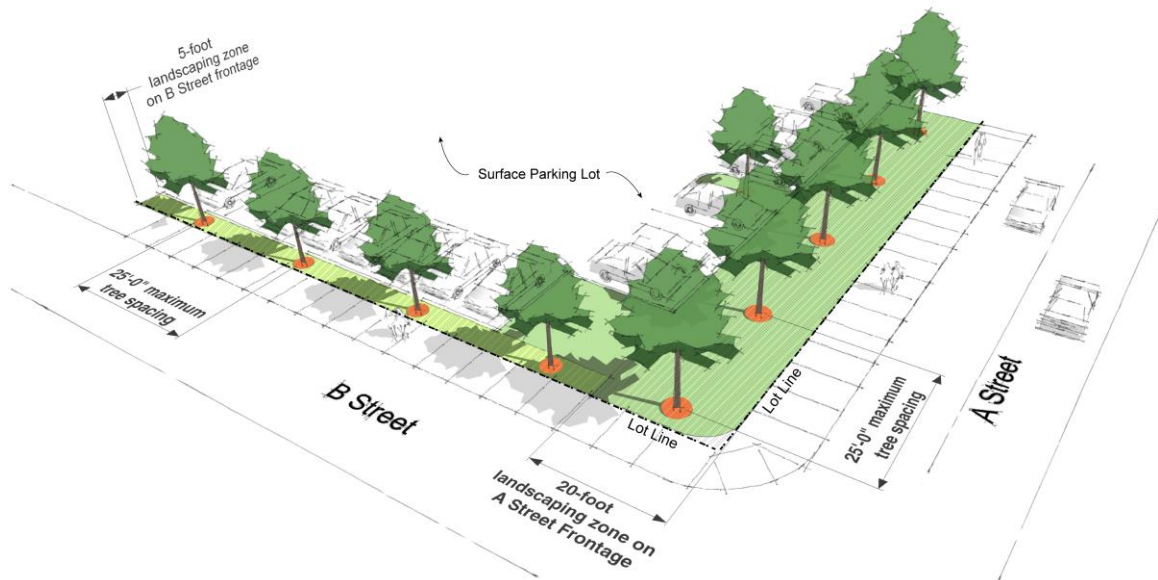 5-foot
landscaping zone
on B Street frontage
Surface Parking Lot
25'-0" maximum
tree spacing
B Street
Lot Line
Lot Line
20-foot
landscaping zone on
A Street Frontage
25'-0" maximum
tree spacing
A Street